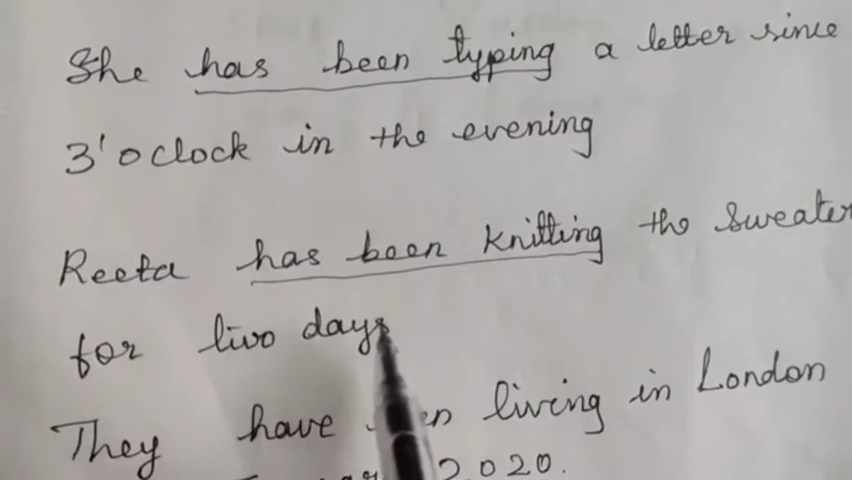 She has been typing a letter since
3'oclock in the evening
Reeta has been knitting the sweater
for two days
They have living in London
2020.